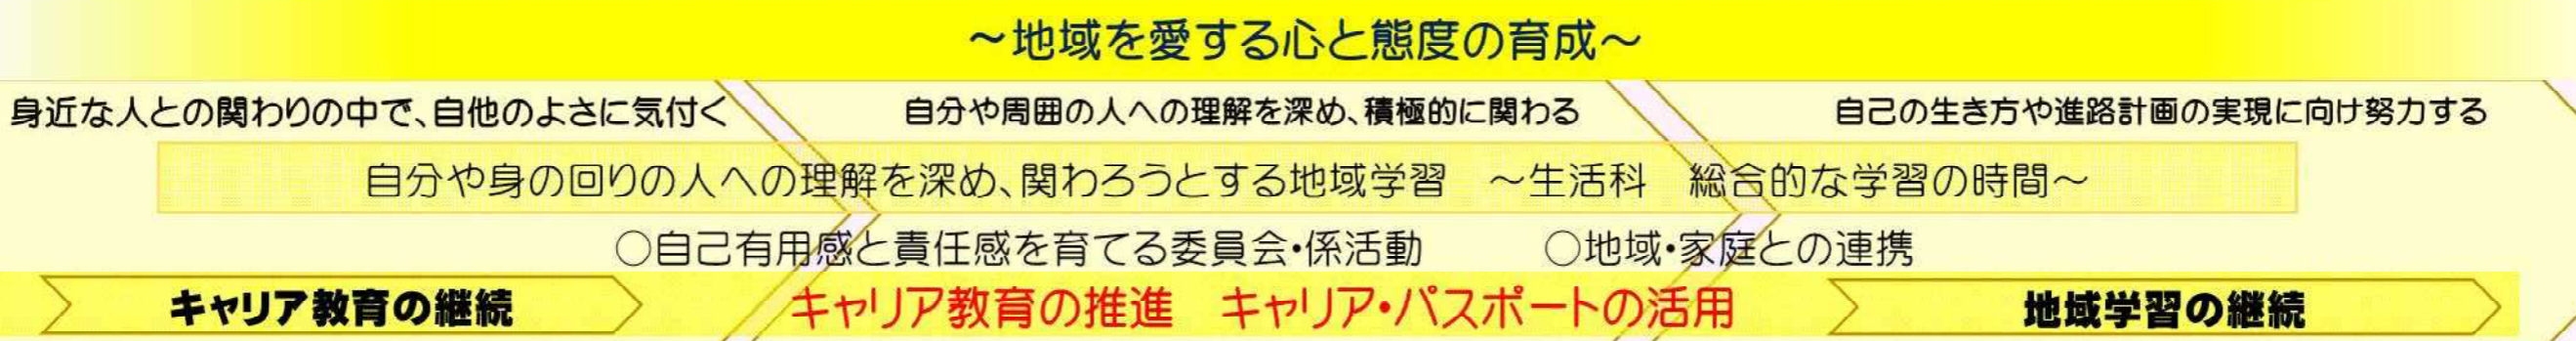 ～地域を愛する心と態度の育成～
身近な人との関わりの中で、自他のよさに気付く
自分や周囲の人への理解を深め、積極的に関わる
自己の生き方や進路計画の実現に向け努力する
自分や身の回りの人への理解を深め、関わろうとする地域学習　～生活科　総合的な学習の時間～
○自己有用感と責任感を育てる委員会・係活動　○地域・家庭との連携
キャリア教育の継続
キャリア教育の推進　キャリア・パスポートの活用
地域学習の継続